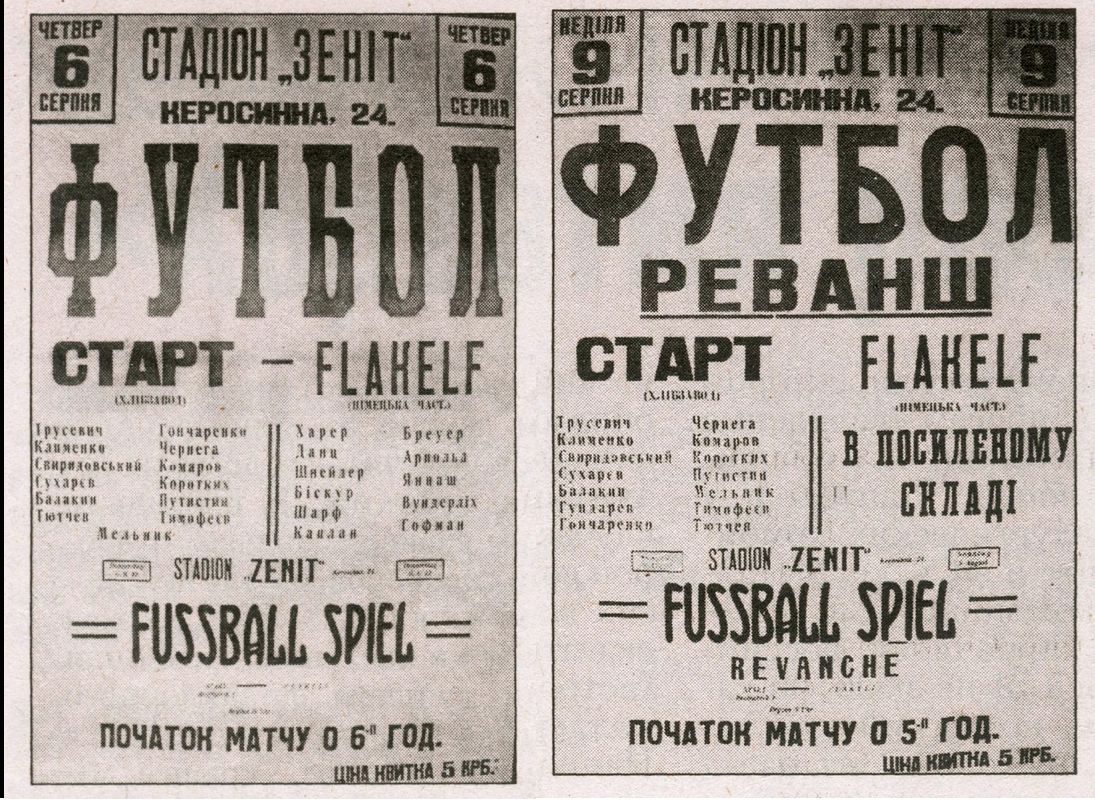 ЧЕТВЕР
6
СЕРПНЯ
СТАДІОН „ЗЕНІТ“
КЕРОСИННА, 24.
ЧЕТВЕР
6
СЕРПНЯ
ФУТБОЛ
СТАРТ — FLAKELF
(ХЛІБЗАВОД) (НІМЕЦЬКА ЧАСТ.)
Трусевич Гончаренко Харер Бреуер
Клименко Чернега Данц Арнольд
Свиридовський Комаров Шнейдер Яннаш
Сухарєв Коротких Біскур Вундерліх
Балакин Путистин Шарф Гофман
Тютчев Тимофеєв Каплан
Мельник
STADION „ZENIT“
FUSSBALL SPIEL
ПОЧАТОК МАТЧУ О 6-й ГОД.
ЦІНА КВИТКА 5 КРБ.
НЕДІЛЯ
9
СЕРПНЯ
СТАДІОН „ЗЕНІТ“
КЕРОСИННА, 24.
НЕДІЛЯ
9
СЕРПНЯ
ФУТБОЛ
РЕВАНШ
СТАРТ FLAKELF
(ХЛІБЗАВОД) (НІМЕЦЬКА ЧАСТ.)
Трусевич Чернега
Клименко Комаров
Свиридовський Коротких
Сухарєв Путистин
Балакин Мельник
Гундарев Тимофеєв
Гончаренко Тютчев
В ПОСИЛЕНОМУ
СКЛАДІ
STADION „ZENIT“
FUSSBALL SPIEL
REVANCHE
ПОЧАТОК МАТЧУ О 5-й ГОД.
ЦІНА КВИТКА 5 КРБ.